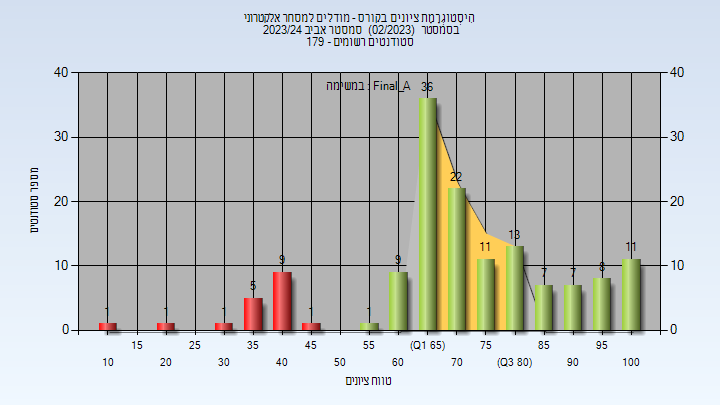 היסטוגרמת ציונים בקורס - מודלים למסחר אלקטרוני
בסמסטר (02/2023) סמסטר אביב 2023/24
סטודנטים רשומים - 179
במשימה : Final_A
מספר סטודנטים
40 40
30 30
20 20
10 10
0 0
1 1 1 5 9 1 1 9 36 22 11 13 7 7 8 11
15 25 35 45 55 (Q1 65) 75 85 95
10 20 30 40 50 60 70 (Q3 80) 90 100
טווח ציונים